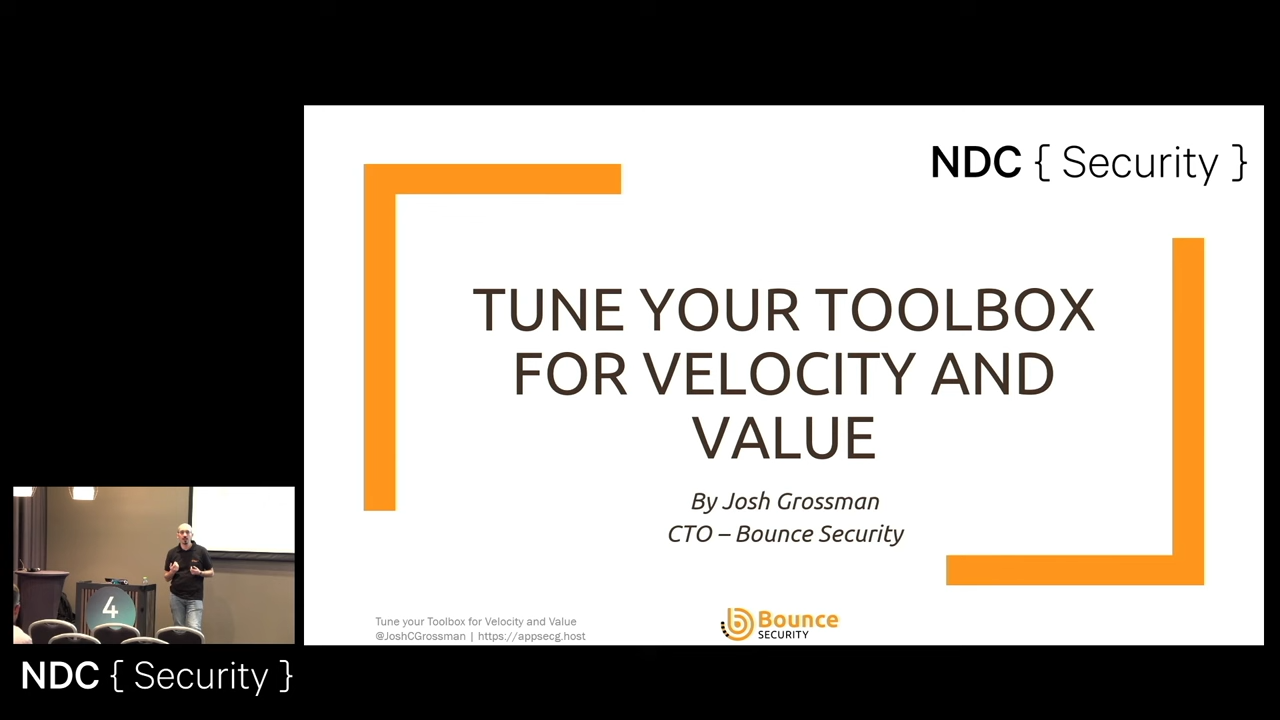 NDC { Security }
TUNE YOUR TOOLBOX
FOR VELOCITY AND
VALUE
By Josh Grossman
CTO – Bounce Security
Tune your Toolbox for Velocity and Value
@JoshCGrossman | https://appsecg.host
Bounce
SECURITY
4
NDC { Security }